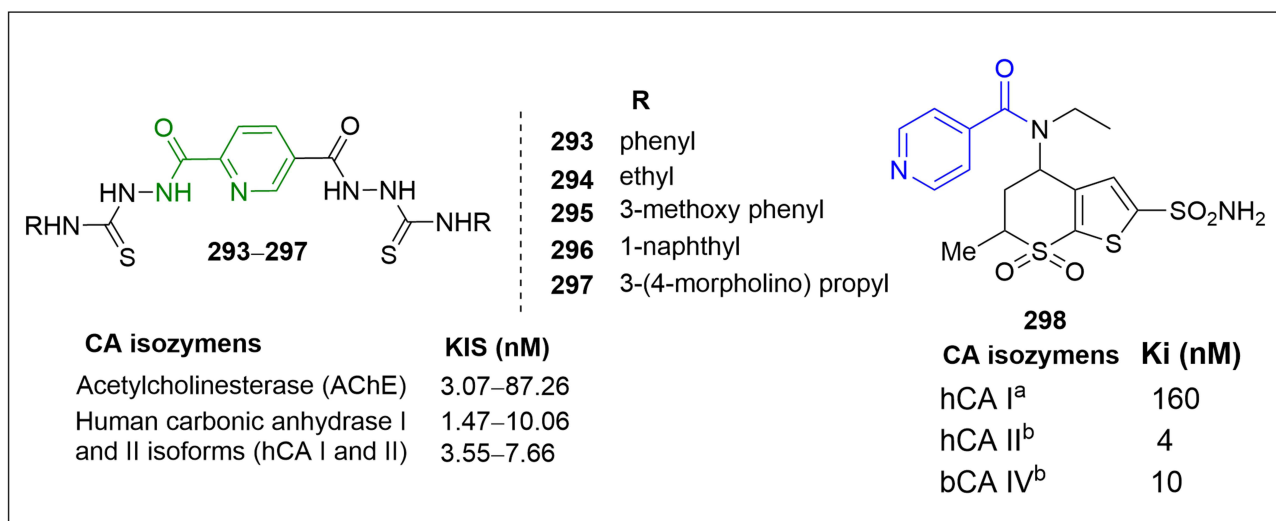 O
N
NH
HN
RHN
S
O
NH
NH
NHR
S
293–297
R
293 phenyl
294 ethyl
295 3-methoxy phenyl
296 1-naphthyl
297 3-(4-morpholino) propyl
CA isozymens KIS (nM)
Acetylcholinesterase (AChE) 3.07–87.26
Human carbonic anhydrase I 1.47–10.06
and II isoforms (hCA I and II) 3.55–7.66
O
N
N
S
SO2NH2
Me
S
O O
298
CA isozymens Ki (nM)
hCA Iᵃ 160
hCA IIᵇ 4
bCA IVᵇ 10